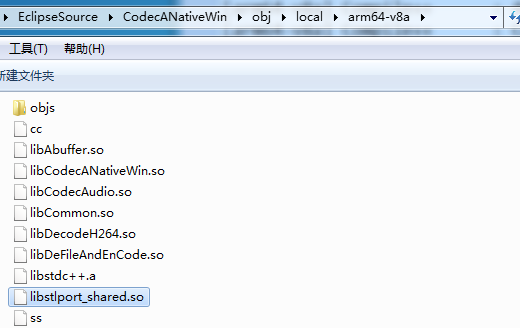 EclipseSource CodecANativeWin obj local arm64-v8a
工具(T) 帮助(H)
新建文件夹
objs
cc
libAbuffer.so
libCodecANativeWin.so
libCodecAudio.so
libCommon.so
libDecodeH264.so
libDeFileAndEnCode.so
libstdc++.a
libstlport_shared.so
ss